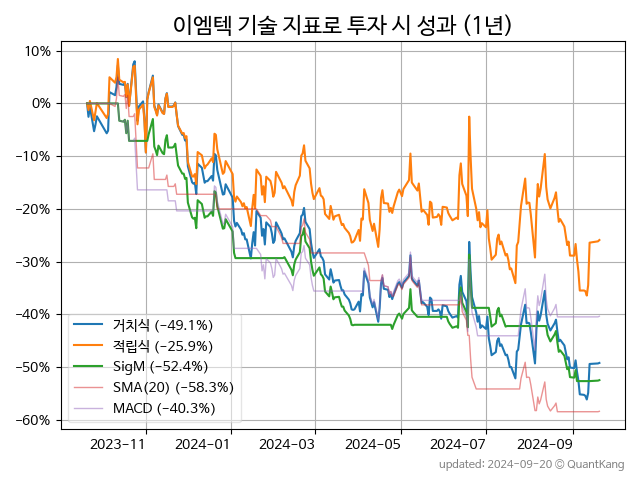 이엠텍 기술 지표로 투자 시 성과 (1년)
10%
0%
−10%
−20%
−30%
−40%
−50%
−60%
거치식 (−49.1%)
적립식 (−25.9%)
SigM (−52.4%)
SMA(20) (−58.3%)
MACD (−40.3%)
2023-11 2024-01 2024-03 2024-05 2024-07 2024-09
updated: 2024-09-20 © QuantKang